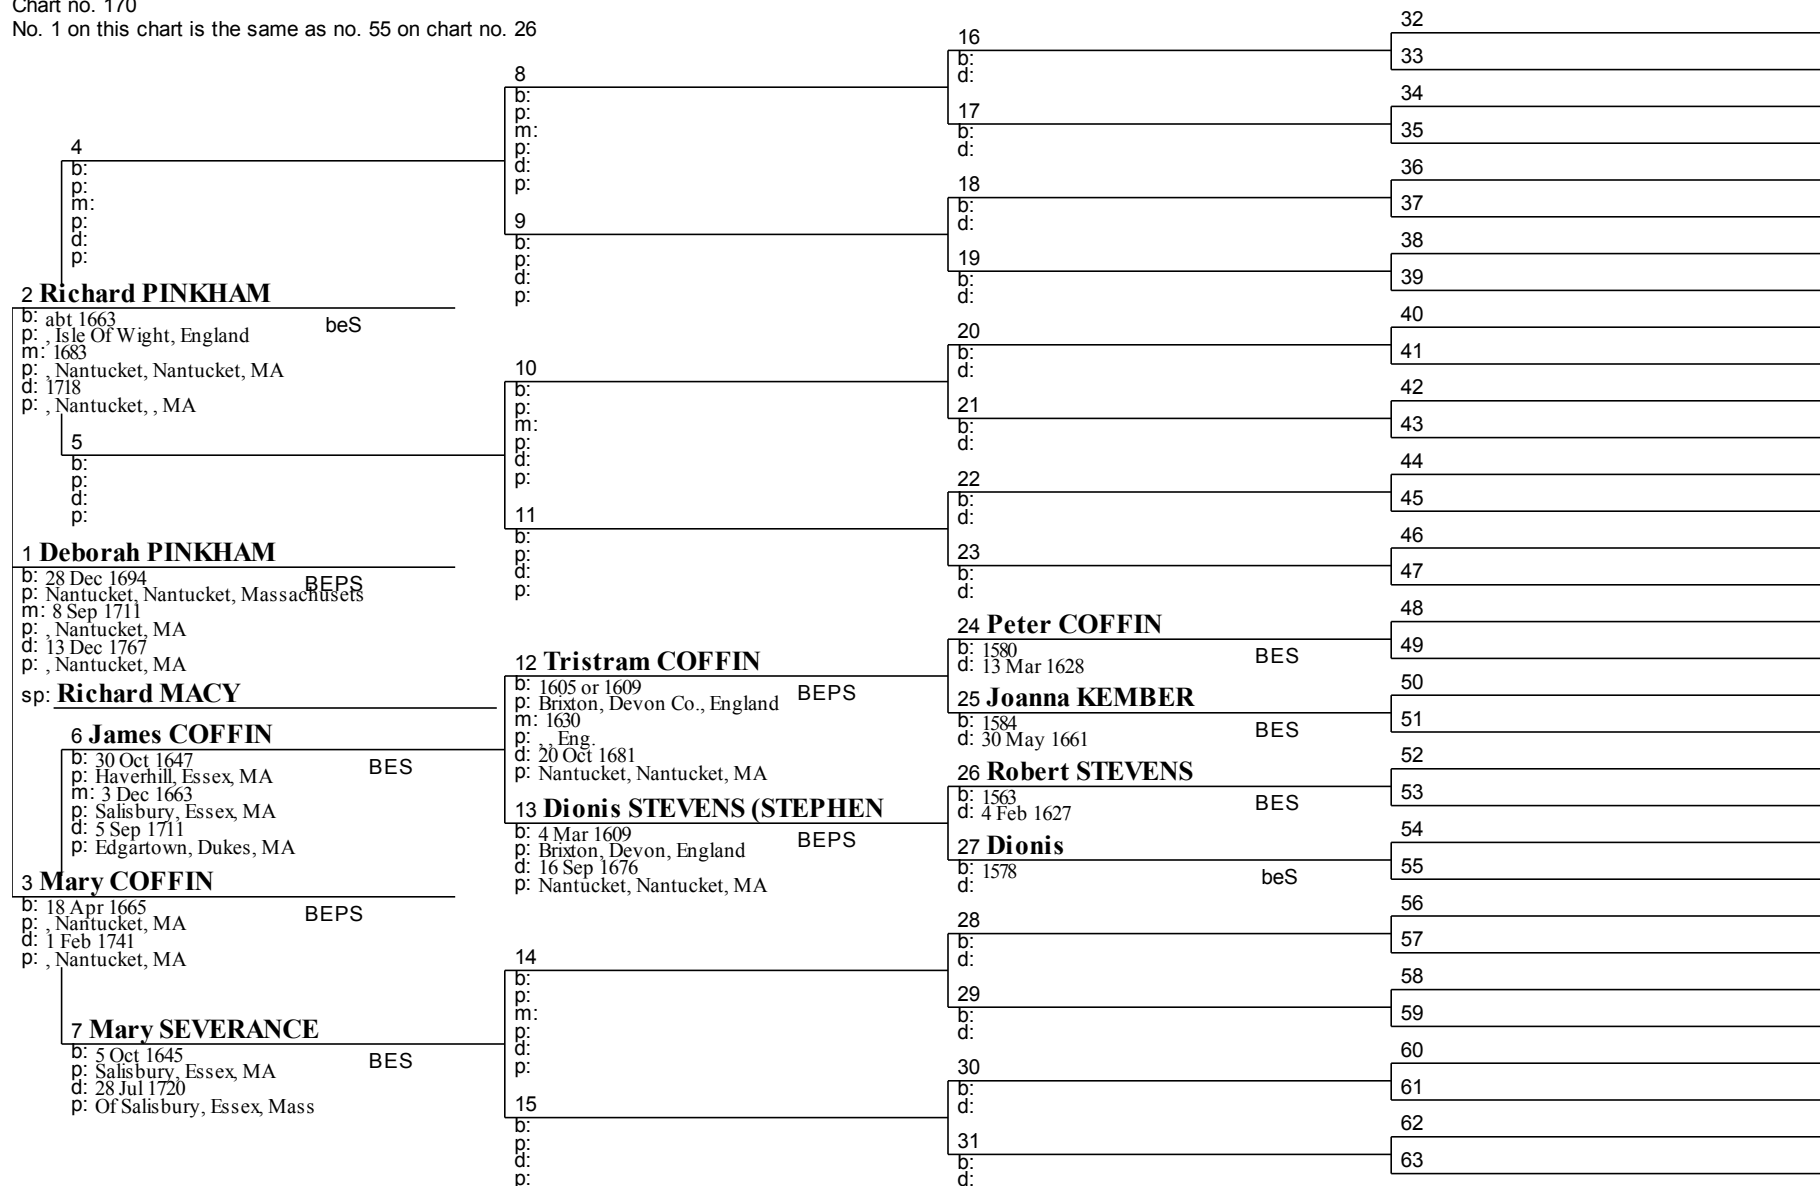 Chart no. 170
No. 1 on this chart is the same as no. 55 on chart no. 26
4
b:
p:
m:
p:
d:
p:
2 Richard PINKHAM
beS
b: abt 1663
p: , Isle Of Wight, England
m: 1683
p: , Nantucket, Nantucket, MA
d: 1718
p: , Nantucket, , MA
5
b:
p:
d:
p:
1 Deborah PINKHAM
BEPS
b: 28 Dec 1694
p: Nantucket, Nantucket, Massachusets
m: 8 Sep 1711
p: , Nantucket, MA
d: 13 Dec 1767
p: , Nantucket, MA
sp: Richard MACY
6 James COFFIN
BES
b: 30 Oct 1647
p: Haverhill, Essex, MA
m: 3 Dec 1663
p: Salisbury, Essex, MA
d: 5 Sep 1711
p: Edgartown, Dukes, MA
3 Mary COFFIN
BEPS
b: 18 Apr 1665
p: , Nantucket, MA
d: 1 Feb 1741
p: , Nantucket, MA
7 Mary SEVERANCE
BES
b: 5 Oct 1645
p: Salisbury, Essex, MA
d: 28 Jul 1720
p: Of Salisbury, Essex, Mass
8
b:
p:
m:
p:
d:
p:
9
b:
p:
d:
p:
10
b:
p:
m:
p:
d:
p:
11
b:
p:
d:
p:
12 Tristram COFFIN
BEPS
b: 1605 or 1609
p: Brixton, Devon Co., England
m: 1630
p: , , Eng.
d: 20 Oct 1681
p: Nantucket, Nantucket, MA
13 Dionis STEVENS (STEPHEN
BEPS
b: 4 Mar 1609
p: Brixton, Devon, England
d: 16 Sep 1676
p: Nantucket, Nantucket, MA
14
b:
p:
m:
p:
d:
p:
15
b:
p:
d:
p:
16
b:
d:
17
b:
d:
18
b:
d:
19
b:
d:
20
b:
d:
21
b:
d:
22
b:
d:
23
b:
d:
24 Peter COFFIN
BES
b: 1580
d: 13 Mar 1628
25 Joanna KEMBER
BES
b: 1584
d: 30 May 1661
26 Robert STEVENS
BES
b: 1563
d: 4 Feb 1627
27 Dionis
beS
b: 1578
d:
28
b:
d:
29
b:
d:
30
b:
d:
31
b:
d:
32
33
34
35
36
37
38
39
40
41
42
43
44
45
46
47
48
49
50
51
52
53
54
55
56
57
58
59
60
61
62
63